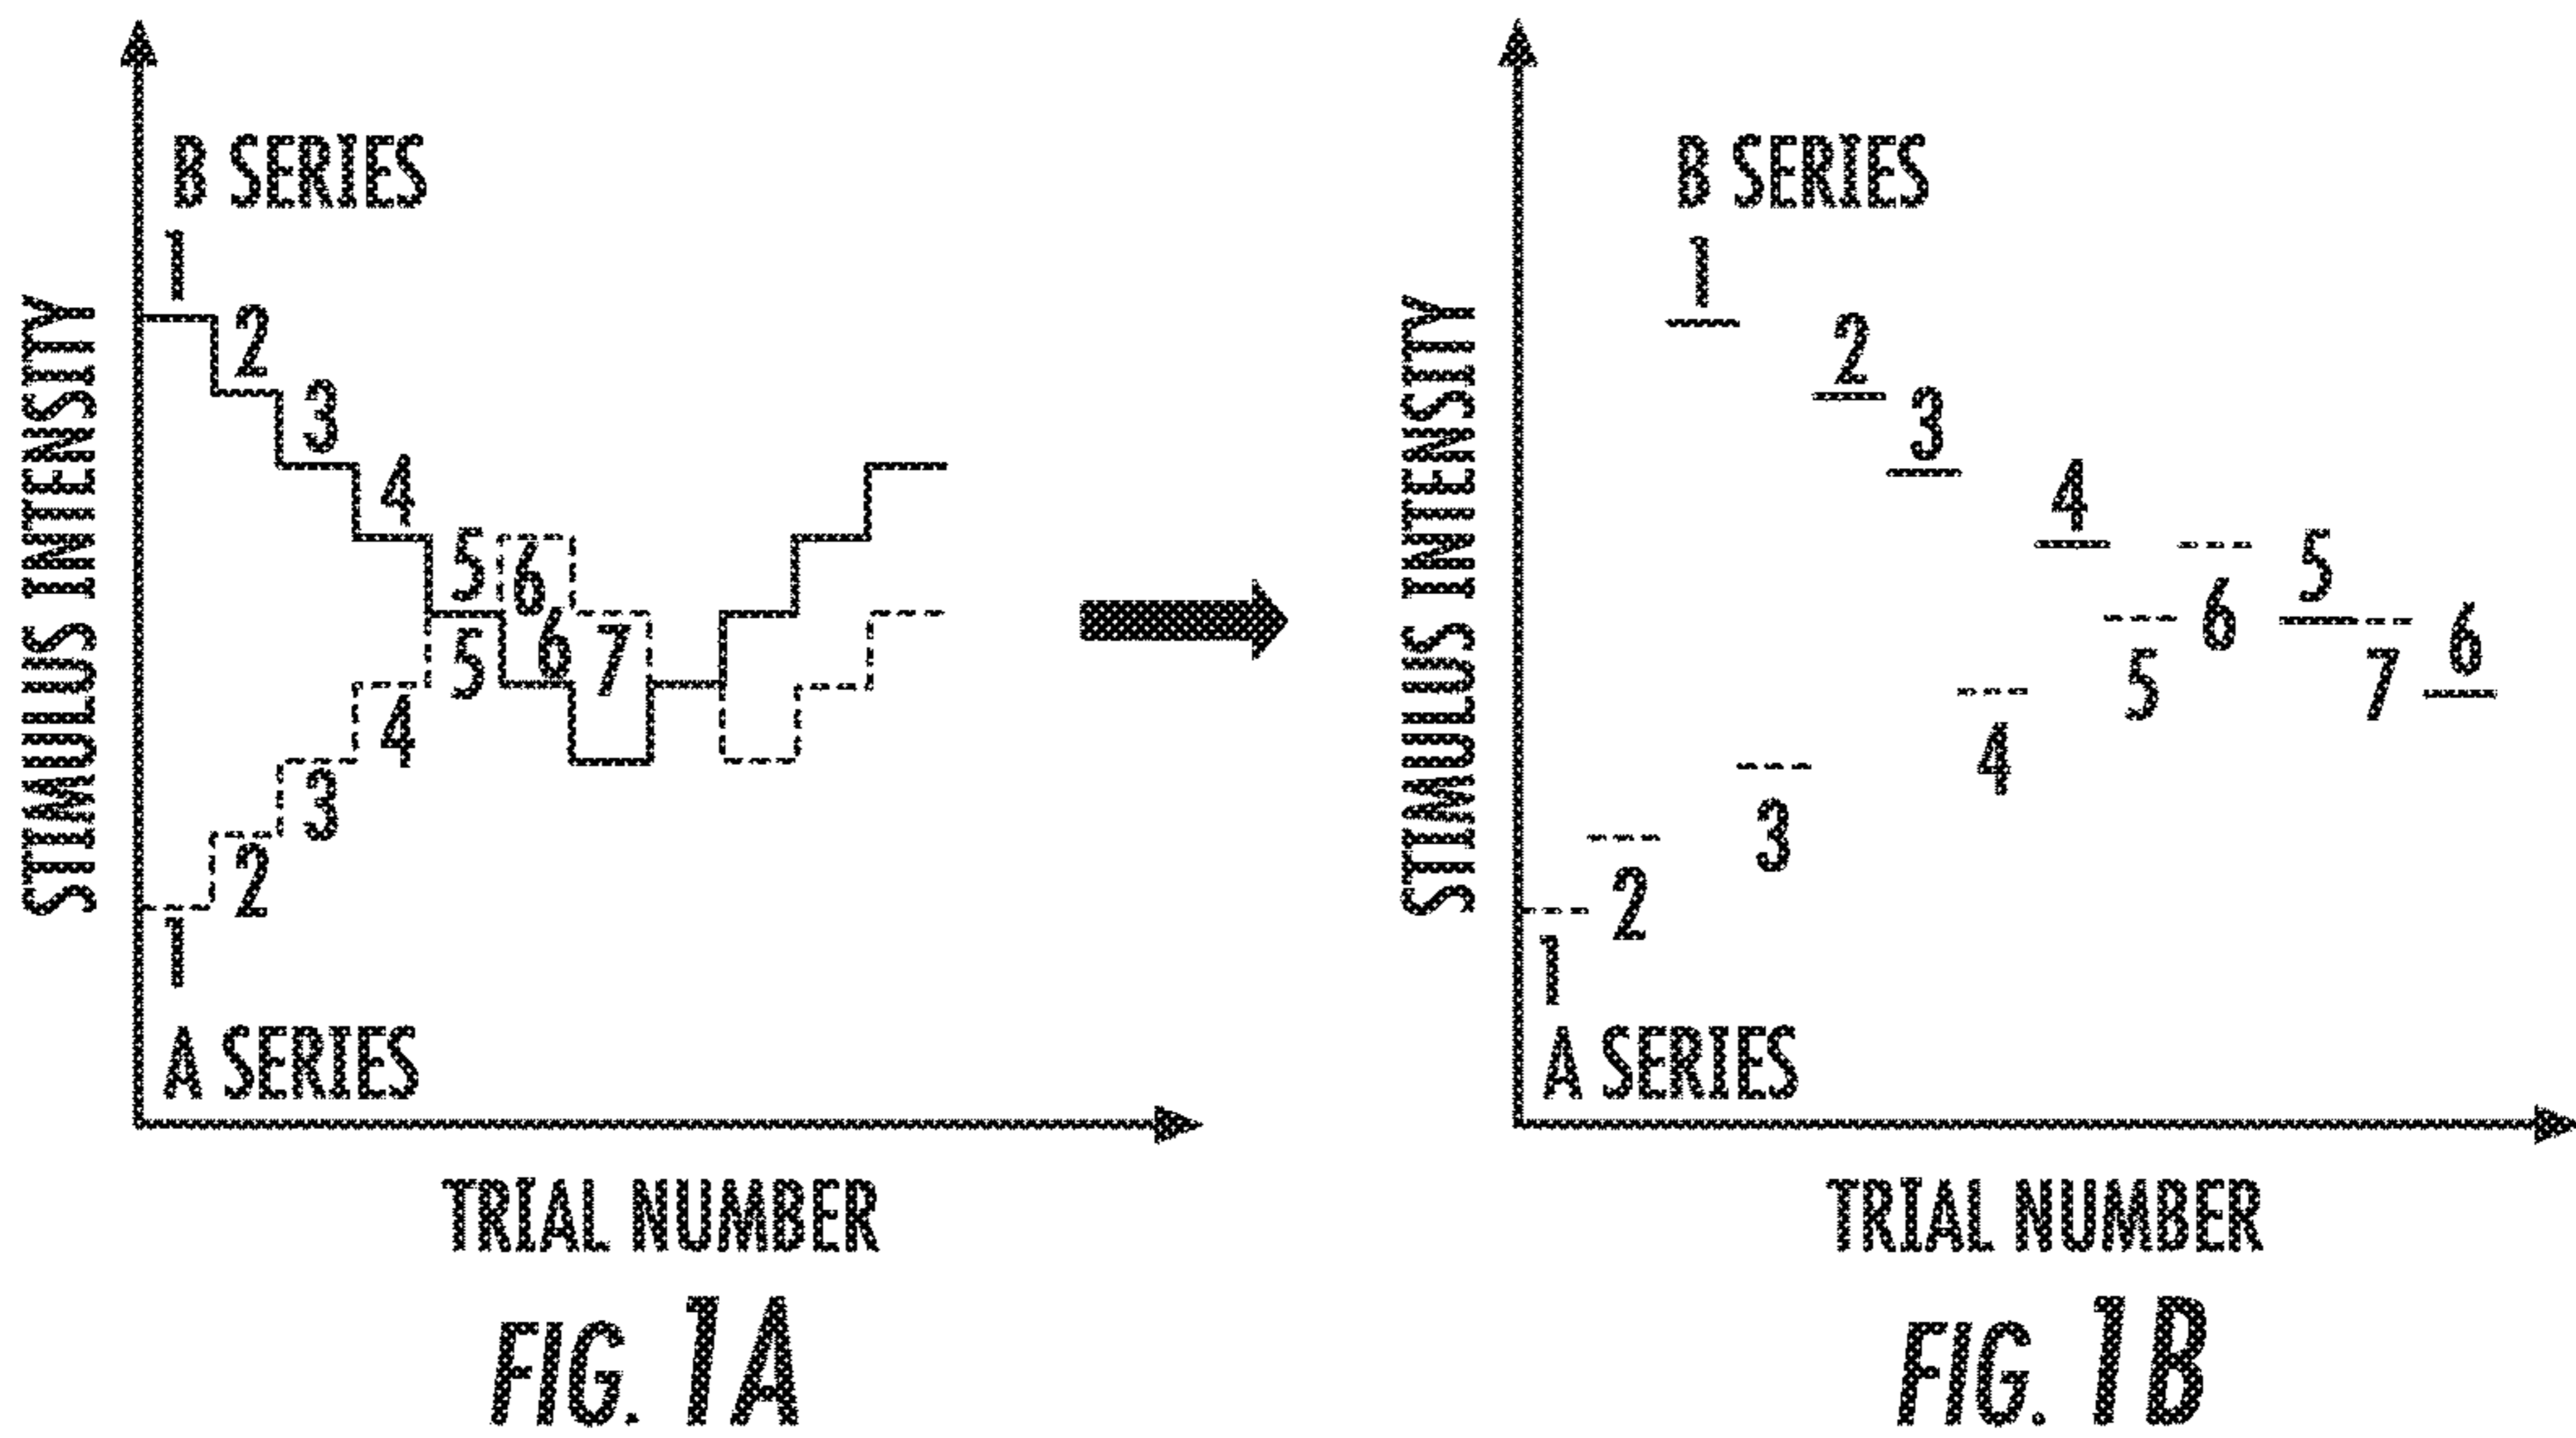 STIMULUS INTENSITY
B SERIES
1
2
3
4
5
6
6
5
7
4
3
2
1
A SERIES
TRIAL NUMBER
FIG. 1A
STIMULUS INTENSITY
B SERIES
1
2
3
4
5
6
6
5
7
4
3
2
1
A SERIES
TRIAL NUMBER
FIG. 1B